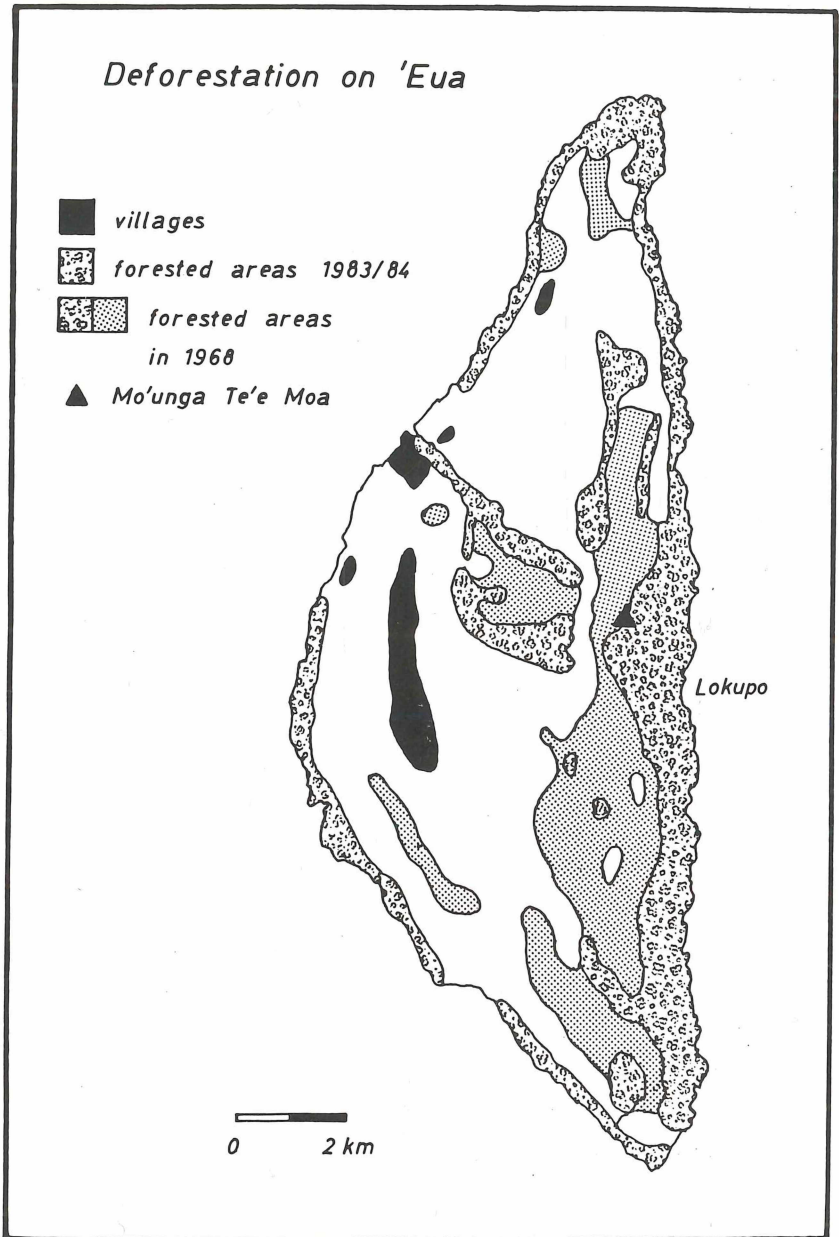 Deforestation on 'Eua
villages
forested areas 1983/84
forested areas
in 1968
Mo'unga Te'e Moa
Lokupo
0 2 km